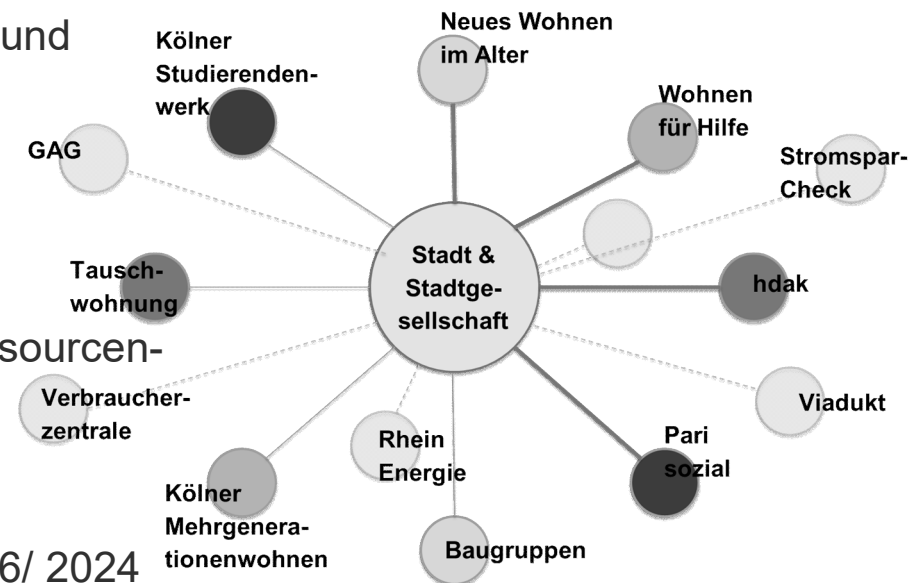 und
Neues Wohnen
im Alter
Kölner
Studierenden-
werk
Wohnen
für Hilfe
GAG
Stromspar-
Check
Stadt &
Stadtge-
sellschaft
Tausch-
wohnung
hdak
sourcen-
Verbraucher-
zentrale
Viadukt
Rhein
Energie
Pari
sozial
Kölner
Mehrgenera-
tionenwohnen
Baugruppen
6/ 2024